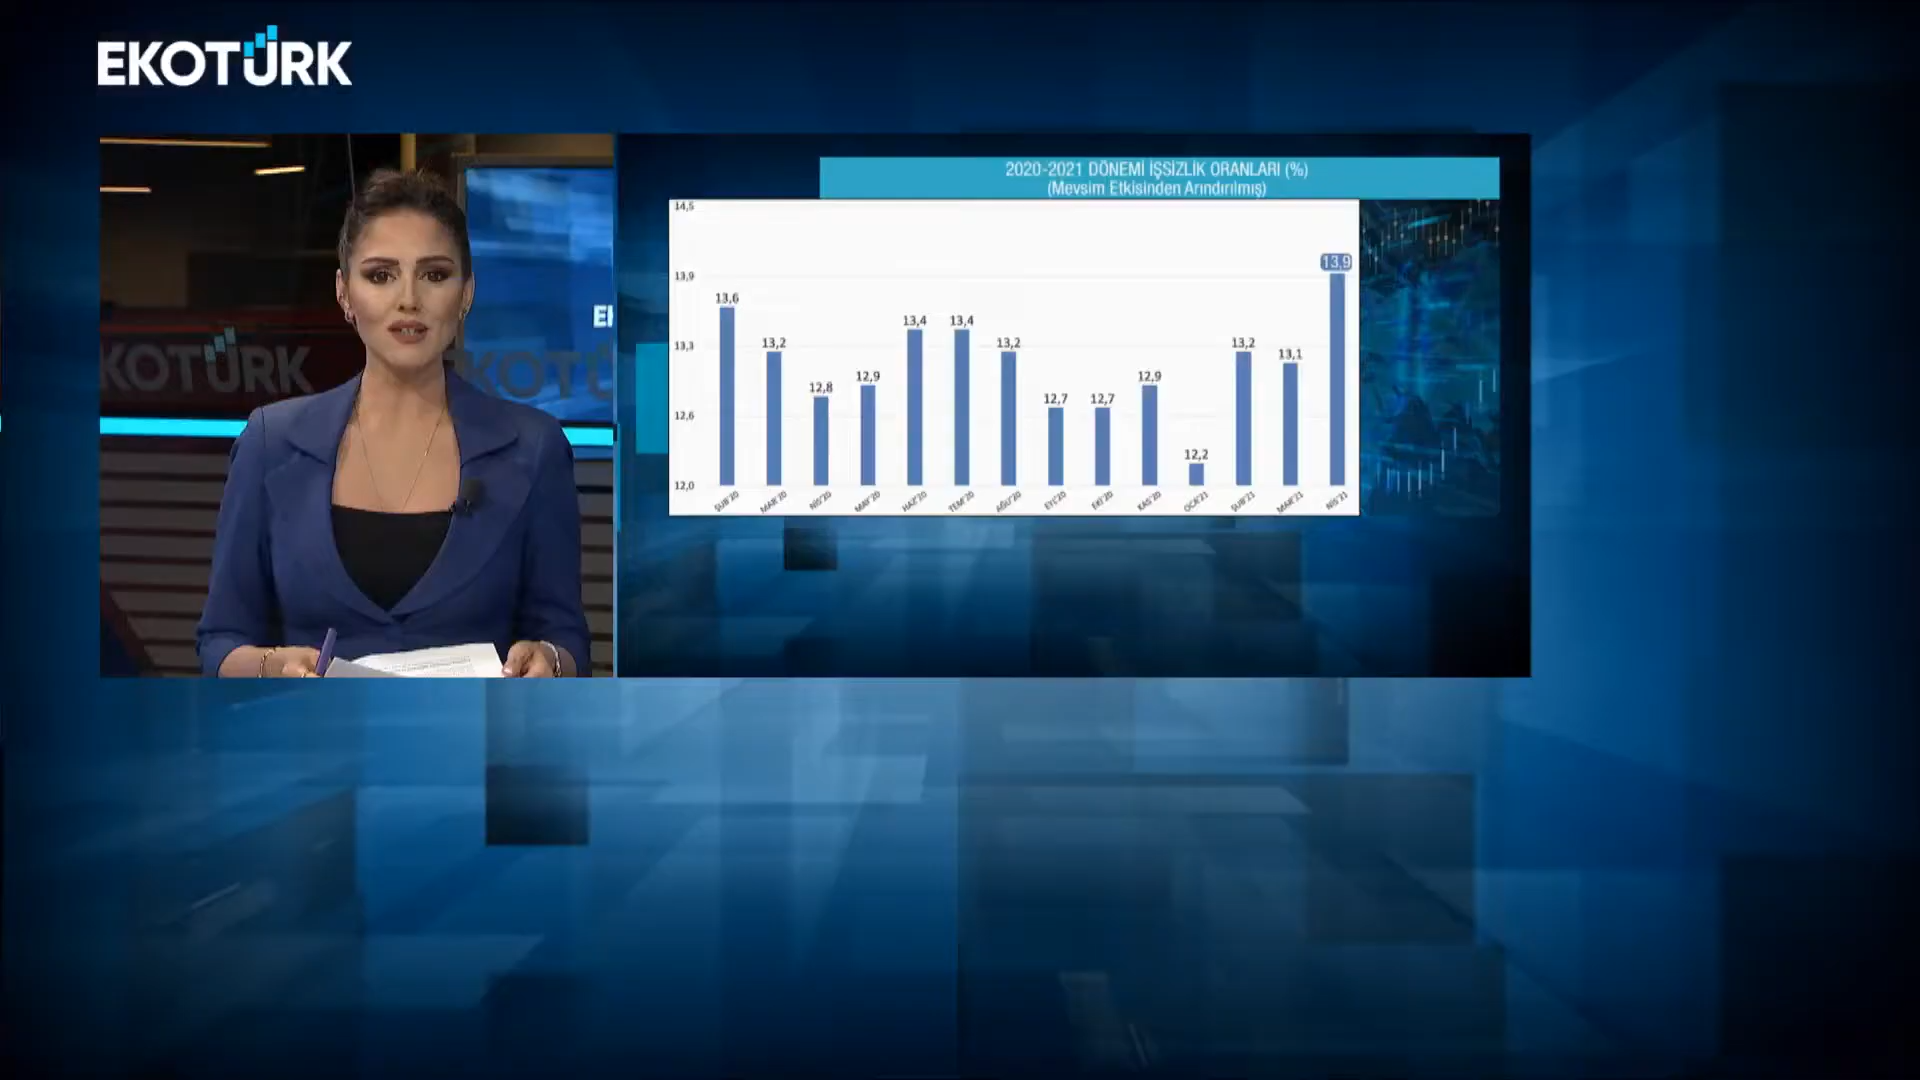 EKOTÜRK
2020-2021 DÖNEMİ İŞSİZLİK ORANLARI (%)
(Mevsim Etkisinden Arındırılmış)
14,5
13,9
13,3
12,6
12,0
13,6
13,2
12,8
12,9
13,4
13,4
13,2
12,7
12,7
12,9
12,2
13,2
13,1
13,9
ŞUB'20
MAR'20
NİS'20
MAY'20
HAZ'20
TEM'20
AĞU'20
EYL'20
EKİ'20
KAS'20
OCA'21
ŞUB'21
MAR'21
NİS'21
EKOTÜRK